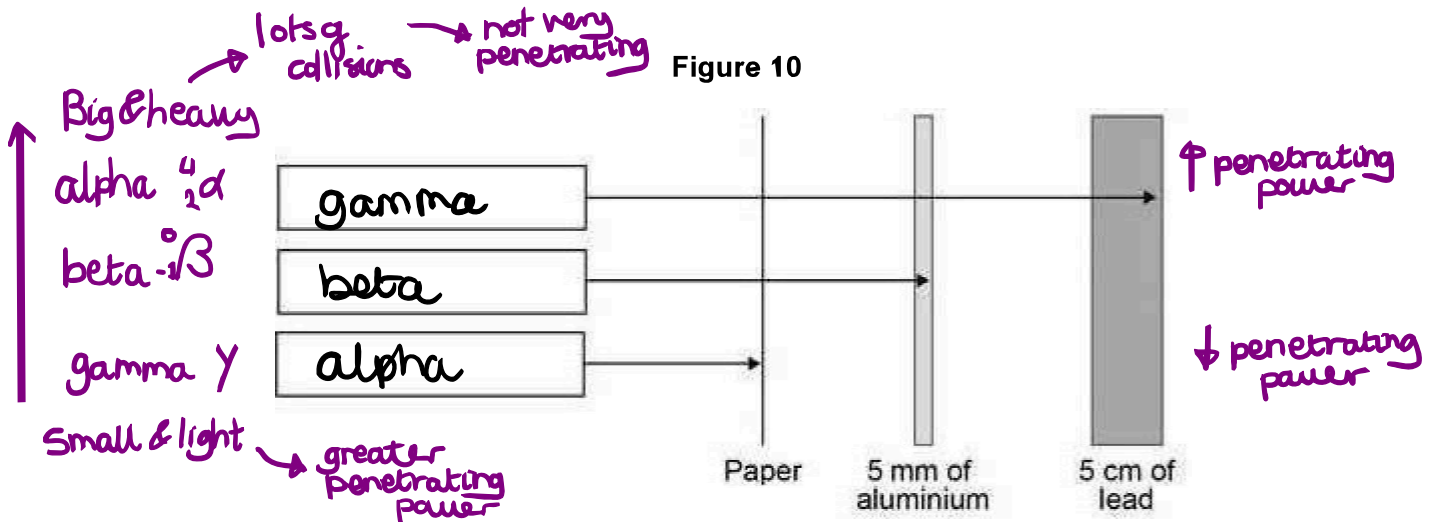 lots of
collisions
not very
penetrating
Figure 10
Big & heavy
alpha ⁴₂α
beta ⁰₋₁β
gamma γ
small & light
greater
penetrating
power
gamma
beta
alpha
↑ penetrating
power
↓ penetrating
power
Paper
5 mm of
aluminium
5 cm of
lead